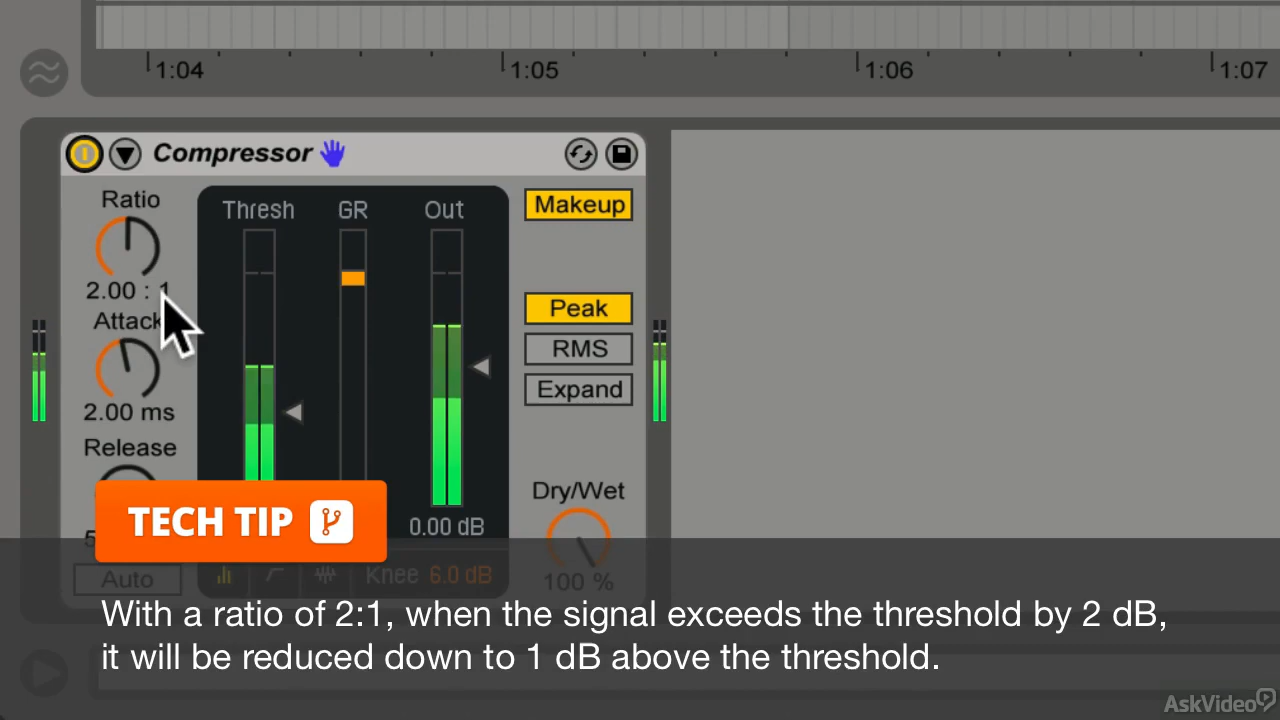 1:04 1:05 1:06 1:07
Compressor
Ratio
2.00 : 1
Attack
2.00 ms
Release
5
Auto
Thresh GR Out
0.00 dB
Knee 6.0 dB
Makeup
Peak
RMS
Expand
Dry/Wet
100 %
TECH TIP
With a ratio of 2:1, when the signal exceeds the threshold by 2 dB,
it will be reduced down to 1 dB above the threshold.
AskVideo